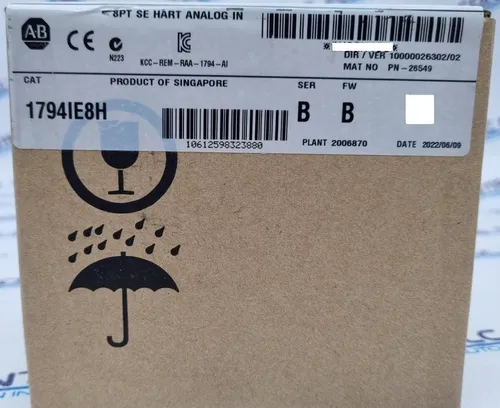 8PT SE HART ANALOG IN
AB
CE
N223
KCC-REM-RAA-1794-AI
DIR / VER 10000026302/02
MAT NO PN-26549
CAT PRODUCT OF SINGAPORE SER FW
1794IE8H B B
10612598323880
PLANT 2006870 DATE 2022/06/09